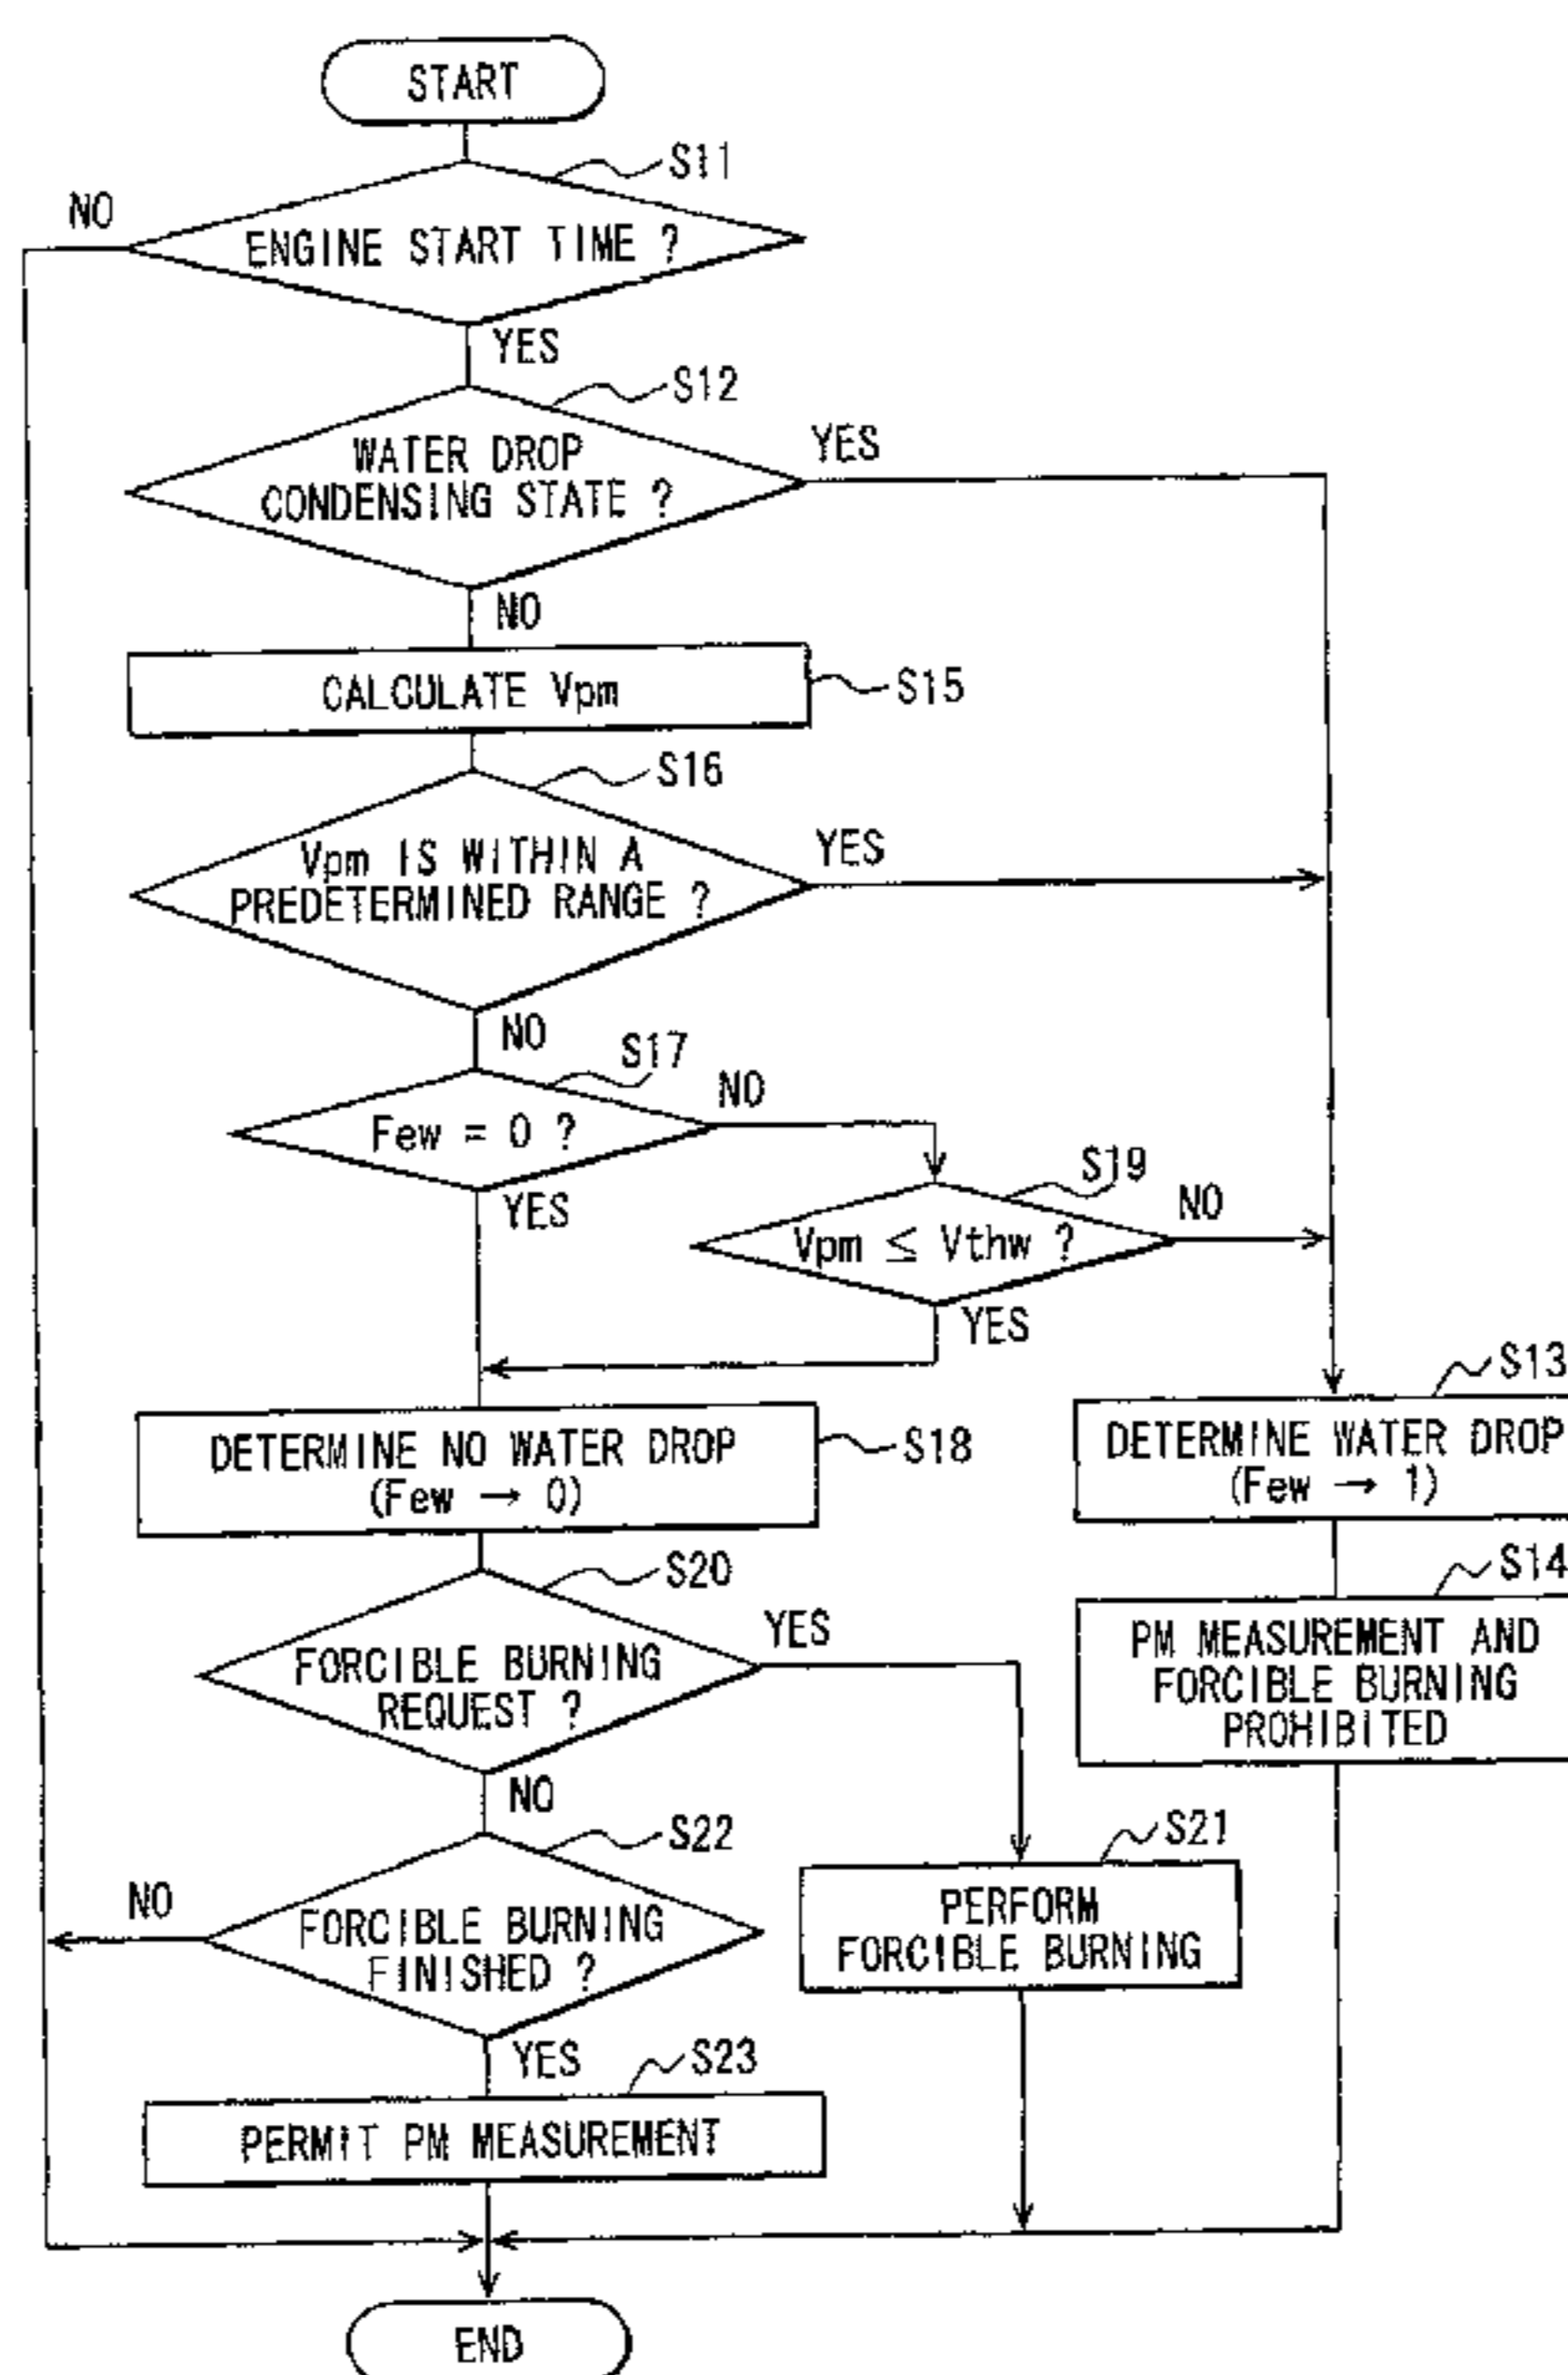 START
S11
NO
ENGINE START TIME ?
YES
S12
WATER DROP
CONDENSING STATE ?
YES
NO
CALCULATE Vpm
S15
S16
Vpm IS WITHIN A
PREDETERMINED RANGE ?
YES
NO
S17
Few = 0 ?
NO
YES
S19
Vpm ≤ Vthw ?
NO
YES
S13
DETERMINE NO WATER DROP
(Few → 0)
S18
DETERMINE WATER DROP
(Few → 1)
S14
PM MEASUREMENT AND
FORCIBLE BURNING
PROHIBITED
S20
FORCIBLE BURNING
REQUEST ?
YES
NO
S21
PERFORM
FORCIBLE BURNING
S22
NO
FORCIBLE BURNING
FINISHED ?
YES
S23
PERMIT PM MEASUREMENT
END